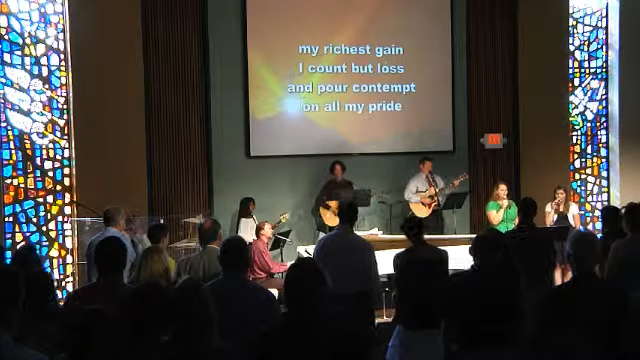 my richest gain
I count but loss
and pour contempt
on all my pride